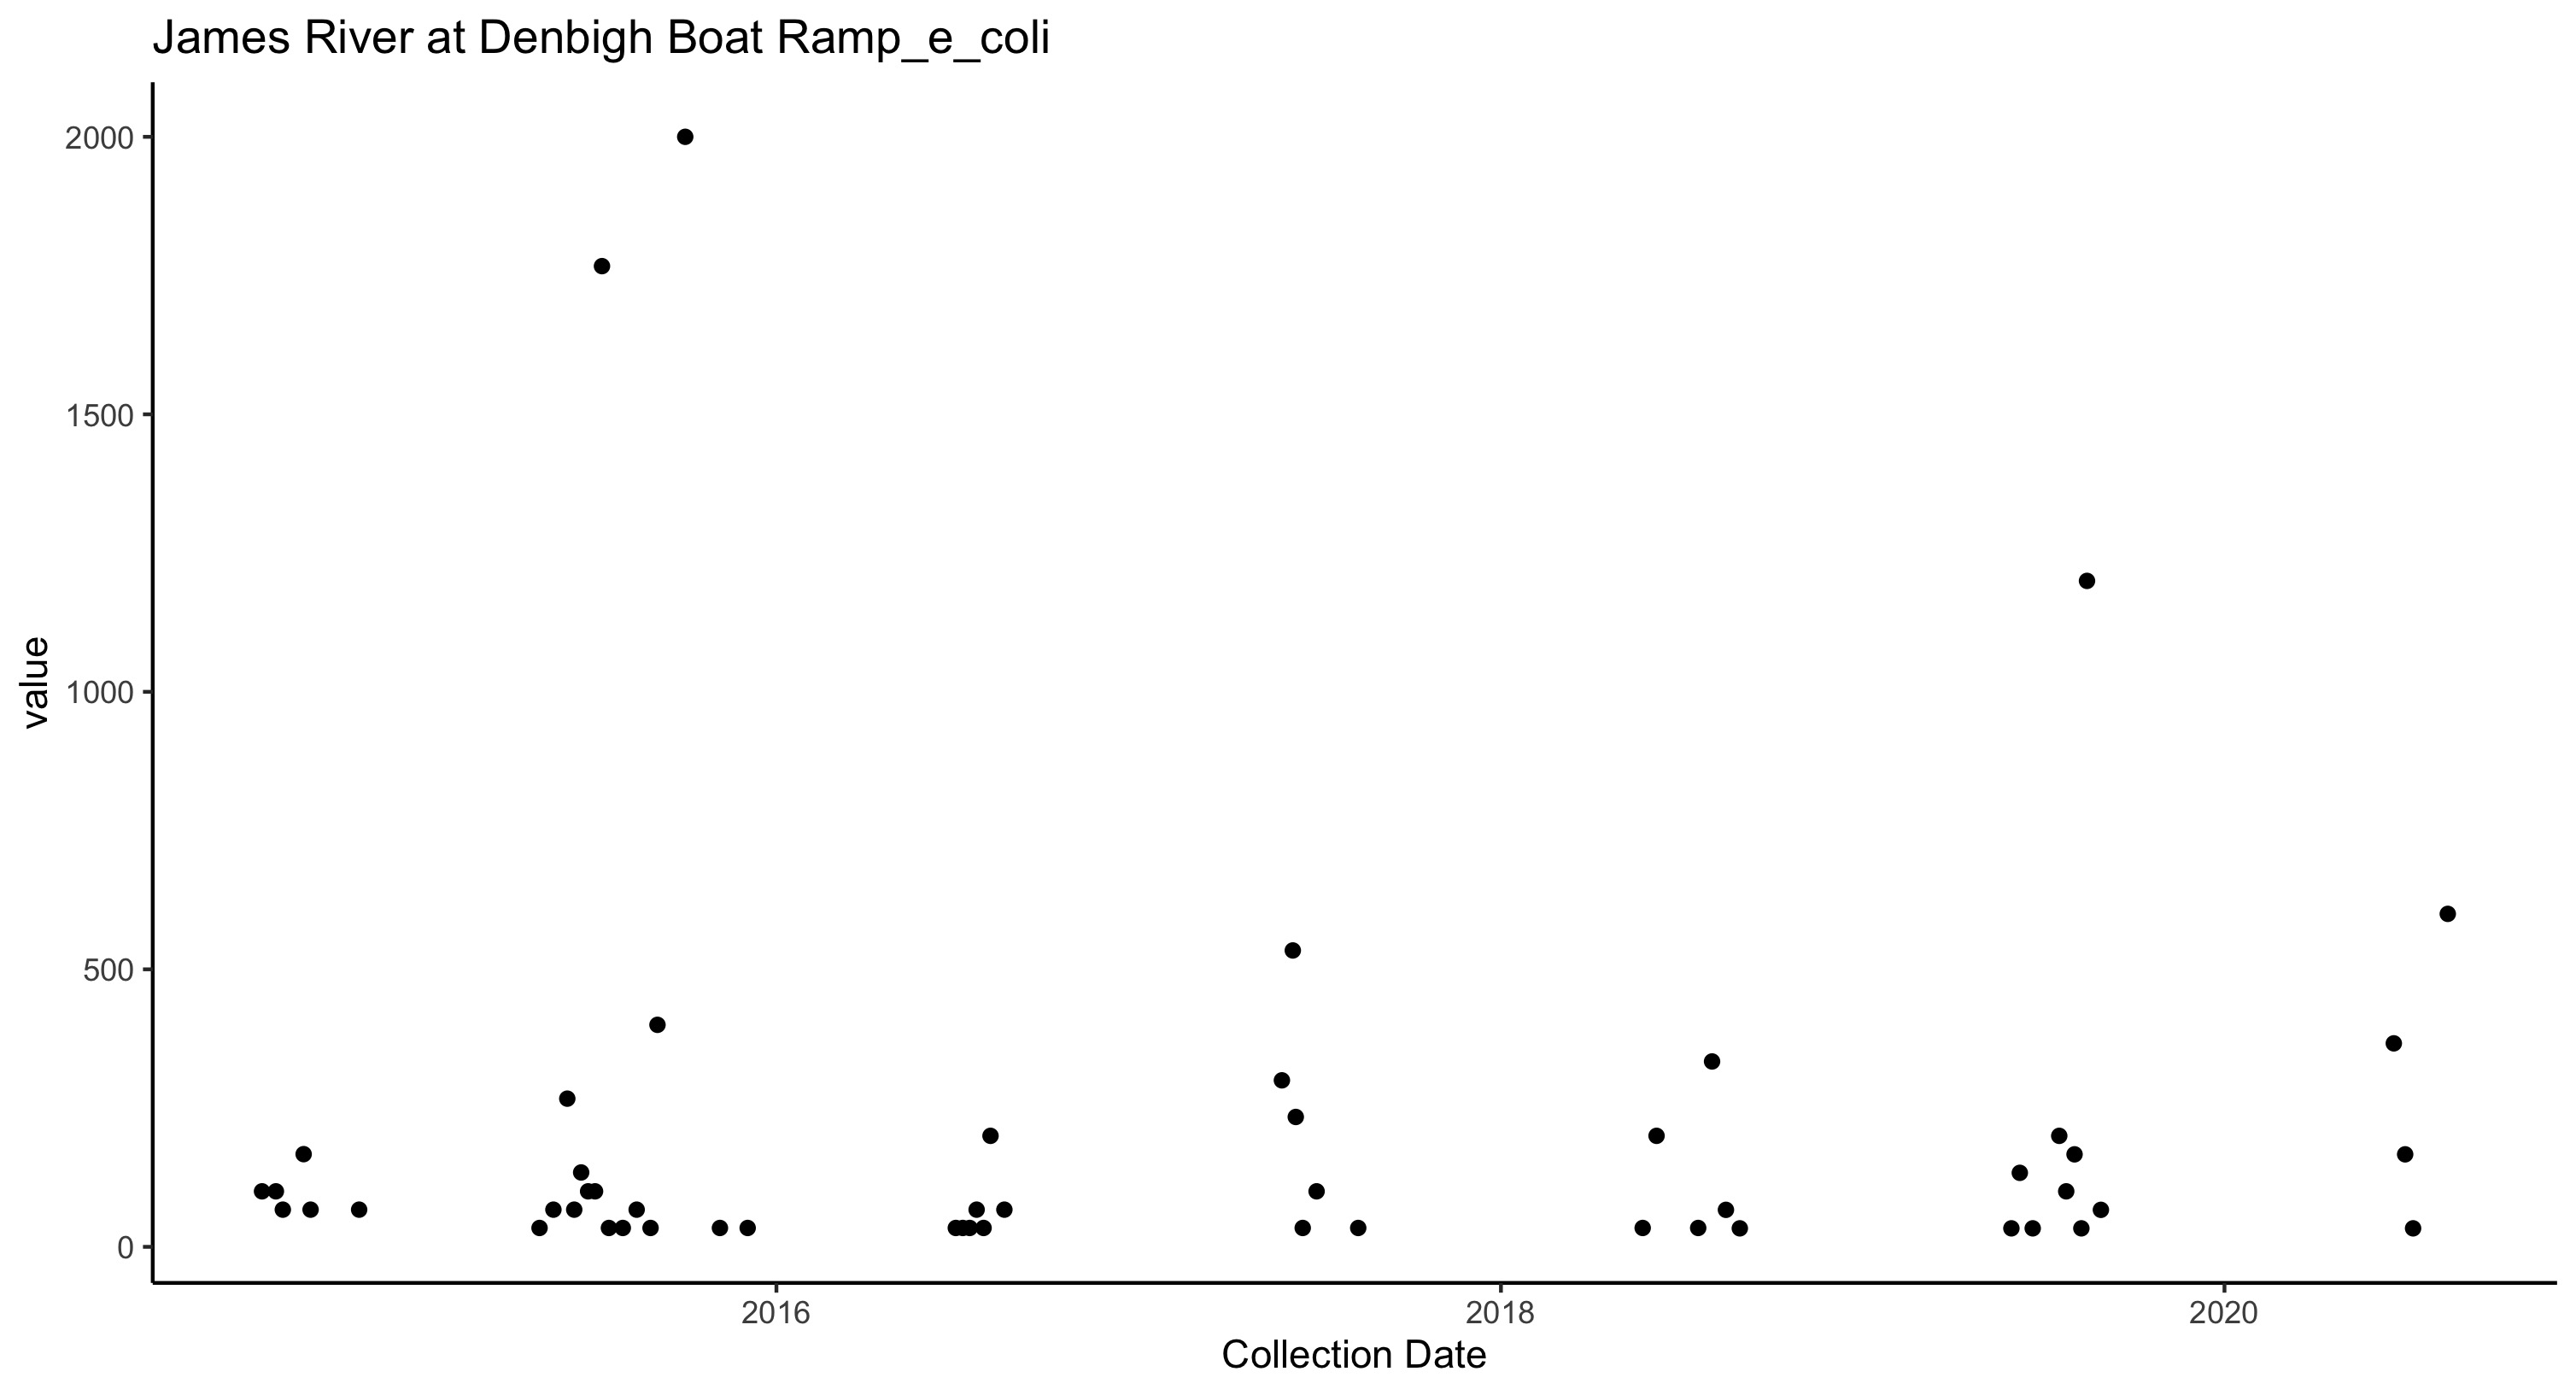 James River at Denbigh Boat Ramp_e_coli
2000
1500
1000
500
0
value
2016
2018
2020
Collection Date